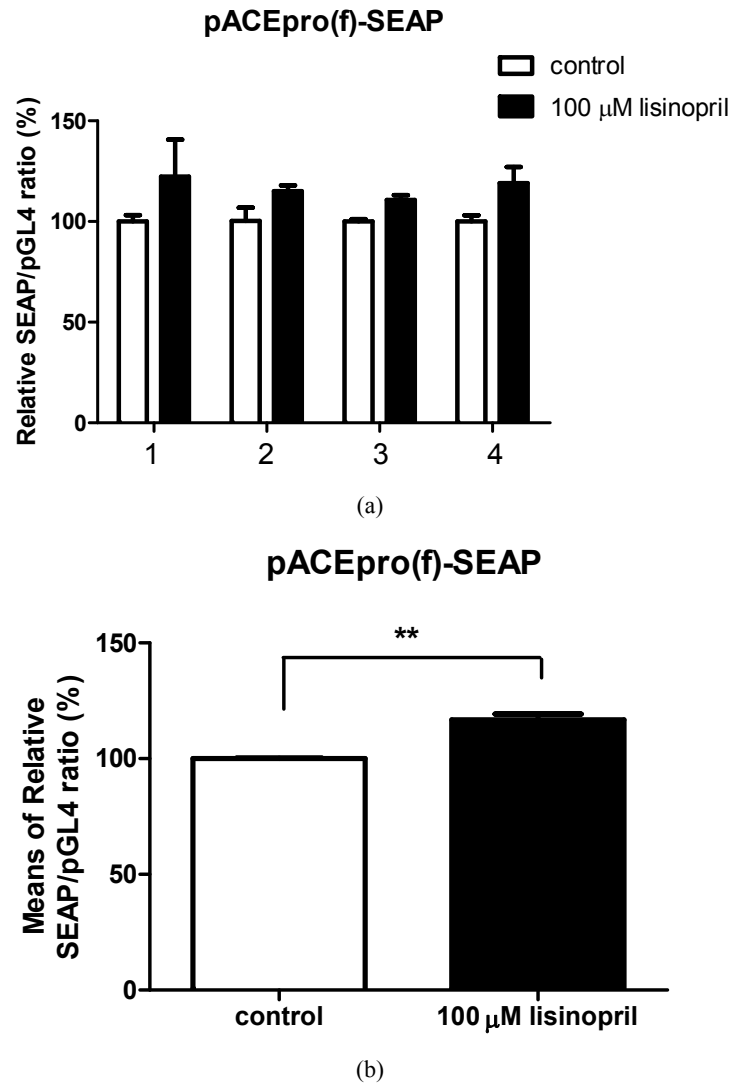 pACEpro(f)-SEAP
control
100 μM lisinopril
Relative SEAP/pGL4 ratio (%)
150
100
50
0
1 2 3 4
(a)
pACEpro(f)-SEAP
Means of Relative
SEAP/pGL4 ratio (%)
150
**
100
50
0
control 100 μM lisinopril
(b)